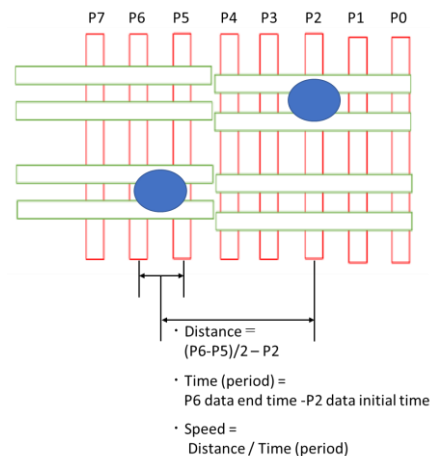 P7 P6 P5 P4 P3 P2 P1 P0
・Distance =
(P6-P5)/2 – P2
・Time (period) =
P6 data end time -P2 data initial time
・Speed =
Distance / Time (period)